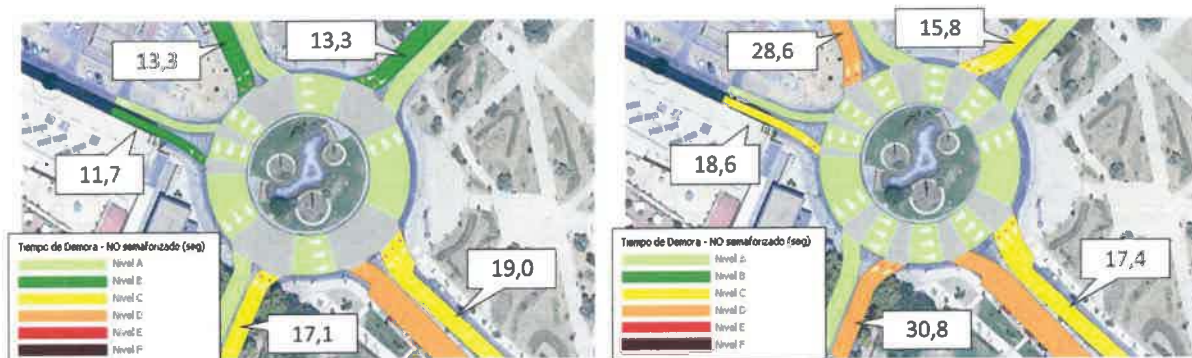 13,3
13,3
11,7
19,0
17,1
Tiempo de Demora - NO semaforizado (seg)
Nivel A
Nivel B
Nivel C
Nivel D
Nivel E
Nivel F
28,6
15,8
18,6
17,4
30,8
Tiempo de Demora - NO semaforizado (seg)
Nivel A
Nivel B
Nivel C
Nivel D
Nivel E
Nivel F